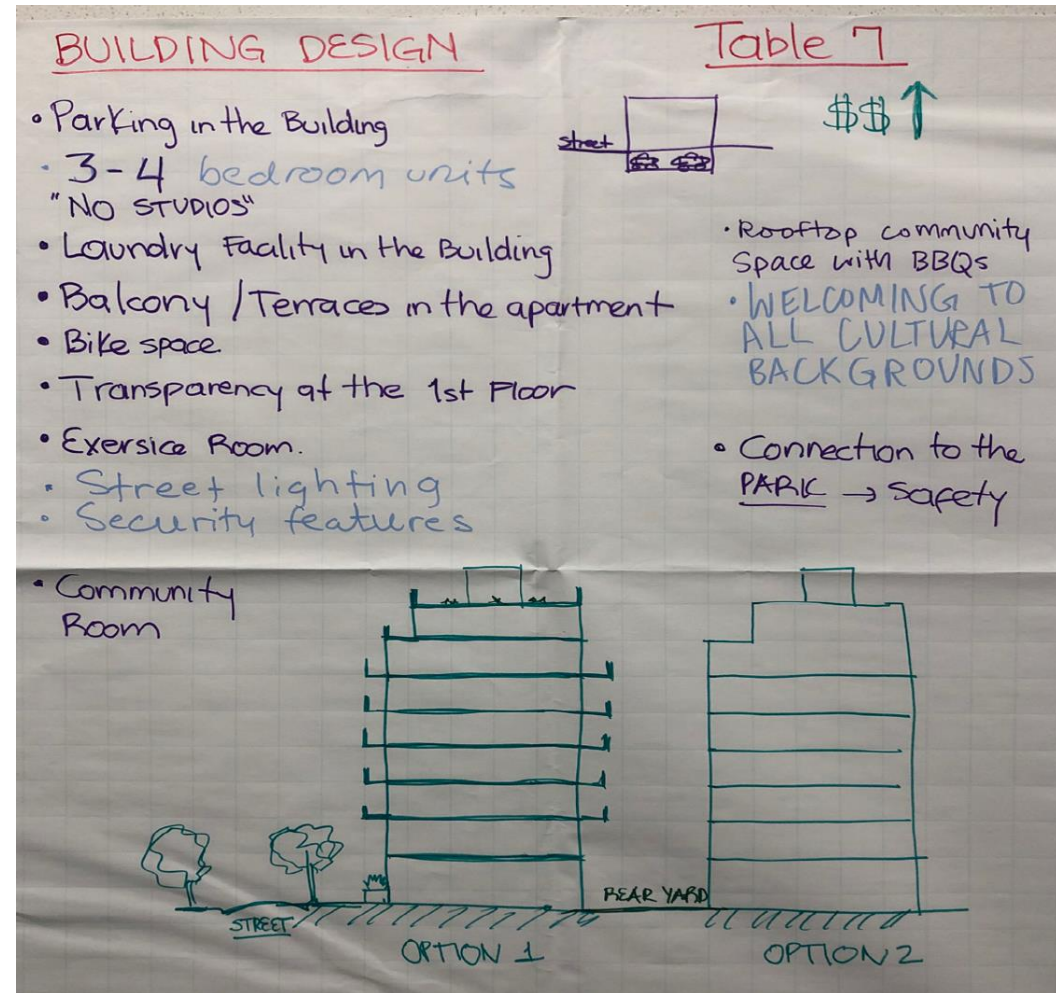 BUILDING DESIGN
Table 7
• Parking in the Building
• 3-4 bedroom units
"NO STUDIOS"
• Laundry Facality in the Building
• Balcony / Terraces in the apartment
• Bike space
• Transparency at the 1st Floor
• Exersice Room.
• Street lighting
• Security features
• Community
Room
street
$$↑
• Rooftop community
Space with BBQs
• WELCOMING TO
ALL CULTURAL
BACKGROUNDS
• Connection to the
PARK → Safety
STREET
REAR YARD
OPTION 1
OPTION 2